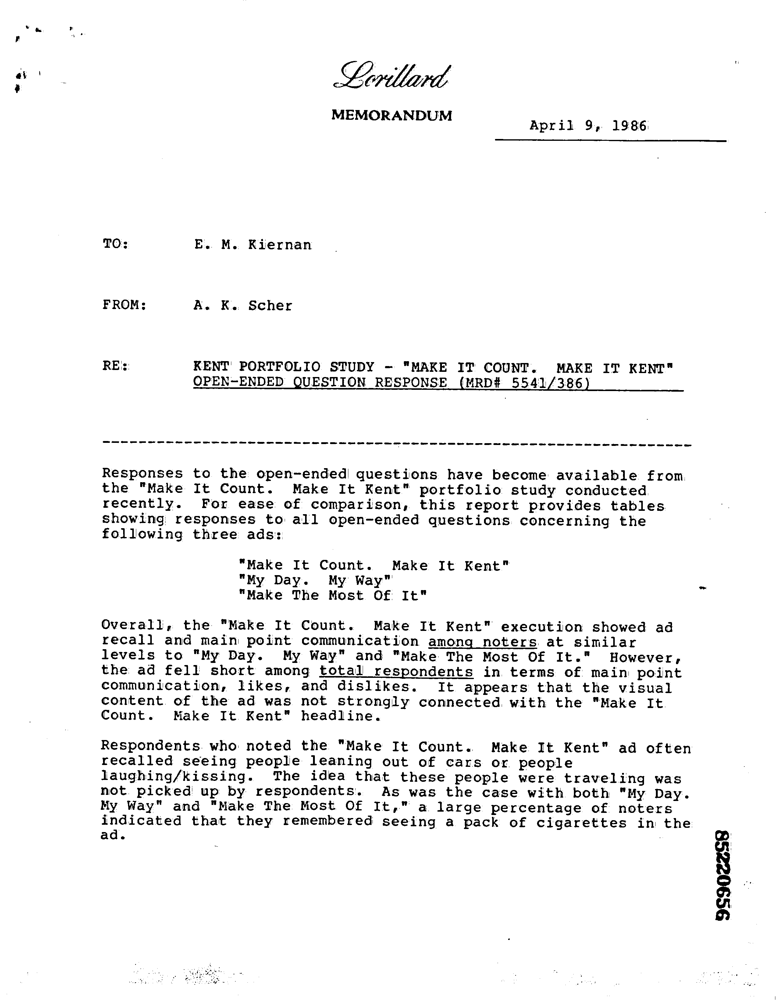 Lorillard
MEMORANDUM
April 9, 1986
TO: E. M. Kiernan
FROM: A. K. Scher
RE: KENT PORTFOLIO STUDY - "MAKE IT COUNT. MAKE IT KENT"
OPEN-ENDED QUESTION RESPONSE (MRD# 5541/386)
Responses to the open-ended questions have become available from
the "Make It Count. Make It Kent" portfolio study conducted
recently. For ease of comparison, this report provides tables
showing responses to all open-ended questions concerning the
following three ads:
"Make It Count. Make It Kent"
"My Day. My Way"
"Make The Most Of It"
Overall, the "Make It Count. Make It Kent" execution showed ad
recall and main point communication among noters at similar
levels to "My Day. My Way" and "Make The Most Of It." However,
the ad fell short among total respondents in terms of main point
communication, likes, and dislikes. It appears that the visual
content of the ad was not strongly connected with the "Make It
Count. Make It Kent" headline.
Respondents who noted the "Make It Count. Make It Kent" ad often
recalled seeing people leaning out of cars or people
laughing/kissing. The idea that these people were traveling was
not picked up by respondents. As was the case with both "My Day.
My Way" and "Make The Most Of It," a large percentage of noters
indicated that they remembered seeing a pack of cigarettes in the
ad.
85220656